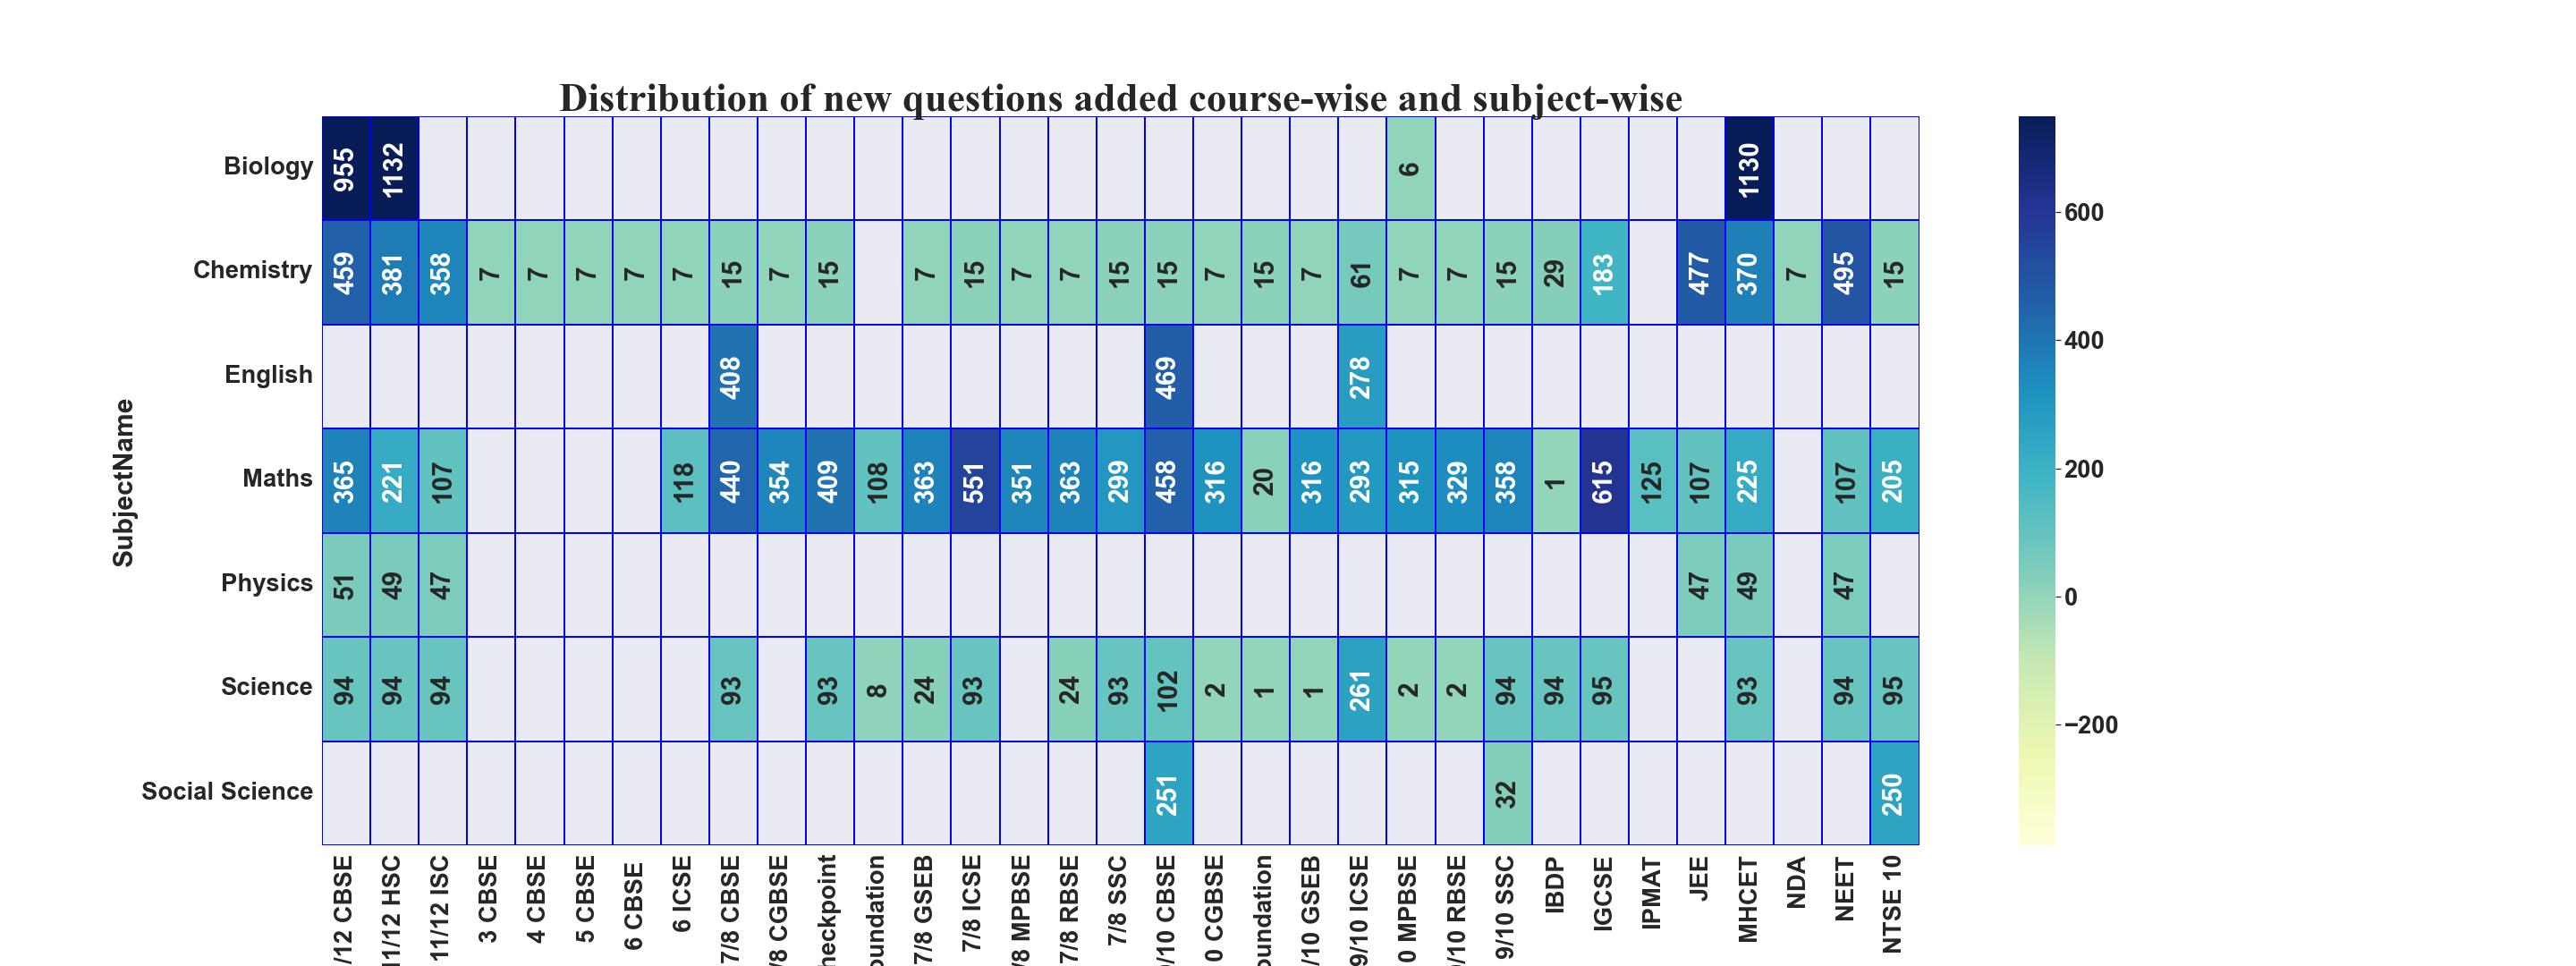 Distribution of new questions added course-wise and subject-wise
SubjectName
Biology 955 1132 6 1130
Chemistry 459 381 358 7 7 7 7 7 15 7 15 7 15 7 7 15 15 7 15 7 61 7 7 15 29 183 477 370 7 495 15
English 408 469 278
Maths 365 221 107 118 440 354 409 108 363 551 351 363 299 458 316 20 316 293 315 329 358 1 615 125 107 225 107 205
Physics 51 49 47 47 49 47
Science 94 94 94 93 93 8 24 93 24 93 102 2 1 1 261 2 2 94 94 95 93 94 95
Social Science 251 32 250
/12 CBSE
11/12 HSC
11/12 ISC
3 CBSE
4 CBSE
5 CBSE
6 CBSE
6 ICSE
7/8 CBSE
/8 CGBSE
heckpoint
oundation
7/8 GSEB
7/8 ICSE
/8 MPBSE
7/8 RBSE
7/8 SSC
/10 CBSE
0 CGBSE
oundation
/10 GSEB
9/10 ICSE
0 MPBSE
/10 RBSE
9/10 SSC
IBDP
IGCSE
IPMAT
JEE
MHCET
NDA
NEET
NTSE 10
600
400
200
0
−200